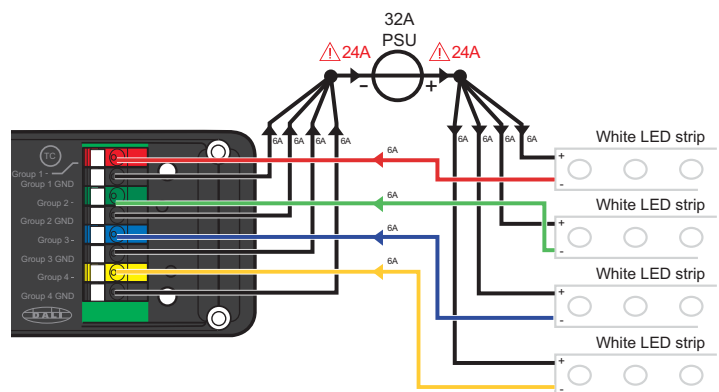 32A
PSU
24A
24A
- +
6A 6A 6A 6A
6A 6A 6A 6A
TC
Group 1 -
Group 1 GND
Group 2 -
Group 2 GND
Group 3 -
Group 3 GND
Group 4 -
Group 4 GND
DALI
6A
6A
6A
6A
White LED strip
+
-
White LED strip
+
-
White LED strip
+
-
White LED strip
+
-